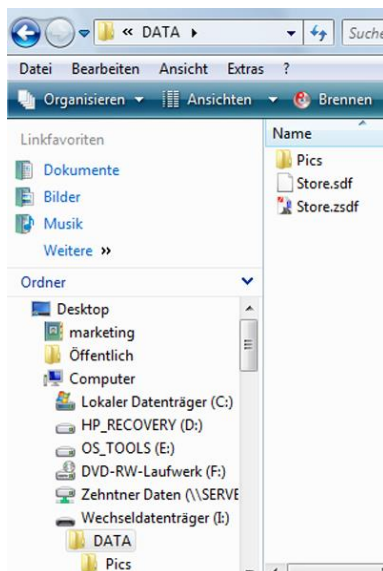 « DATA ▸
Suche
Datei Bearbeiten Ansicht Extras ?
Organisieren Ansichten Brennen
Linkfavoriten
Dokumente
Bilder
Musik
Weitere »
Ordner
Desktop
marketing
Öffentlich
Computer
Lokaler Datenträger (C:)
HP_RECOVERY (D:)
OS_TOOLS (E:)
DVD-RW-Laufwerk (F:)
Zehntner Daten (\\SERVE
Wechseldatenträger (I:)
DATA
Pics
Name
Pics
Store.sdf
Store.zsdf